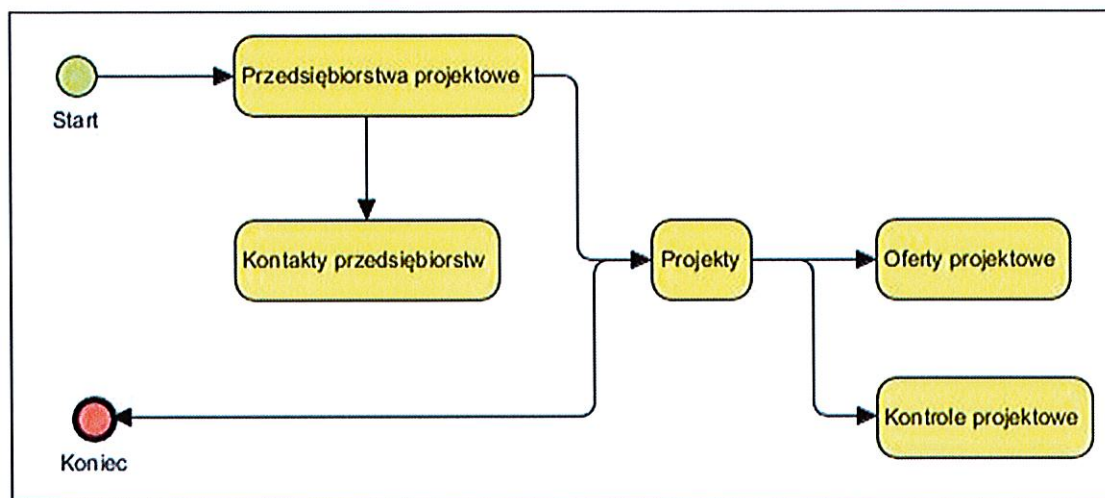 Przedsiębiorstwa projektowe
Start
Kontakty przedsiębiorstw
Projekty
Oferty projektowe
Kontrole projektowe
Koniec